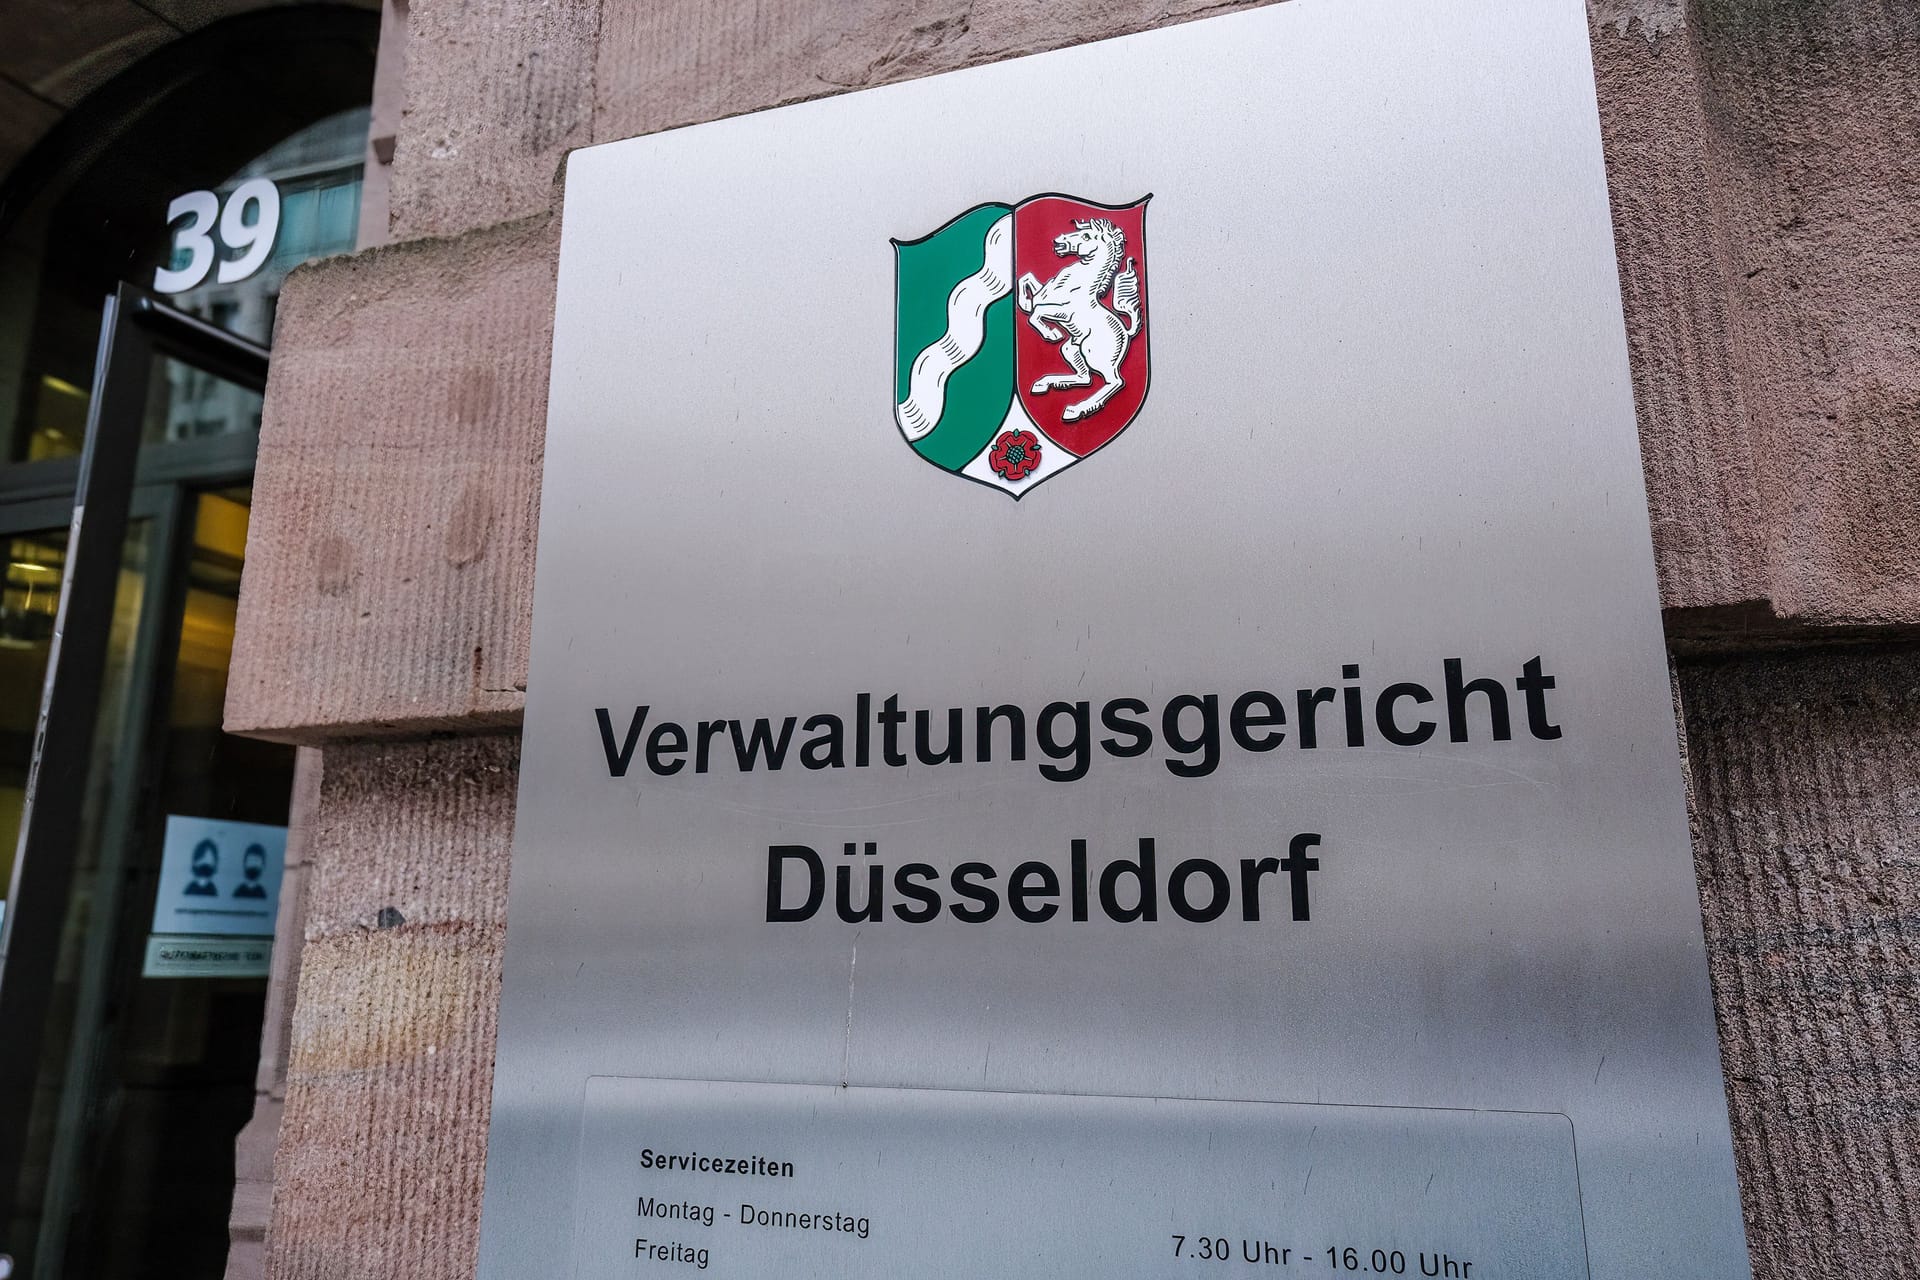 39
Verwaltungsgericht
Düsseldorf
Servicezeiten
Montag - Donnerstag 7.30 Uhr - 16.00 Uhr
Freitag